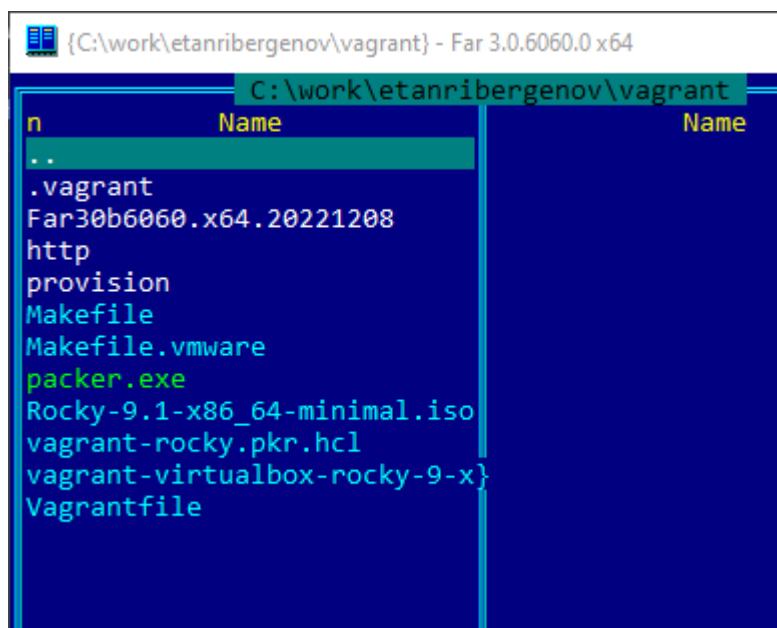 {C:\work\etanribergenov\vagrant} - Far 3.0.6060.0 x64
C:\work\etanribergenov\vagrant
n Name Name
..
.vagrant
Far30b6060.x64.20221208
http
provision
Makefile
Makefile.vmware
packer.exe
Rocky-9.1-x86_64-minimal.iso
vagrant-rocky.pkr.hcl
vagrant-virtualbox-rocky-9-x}
Vagrantfile